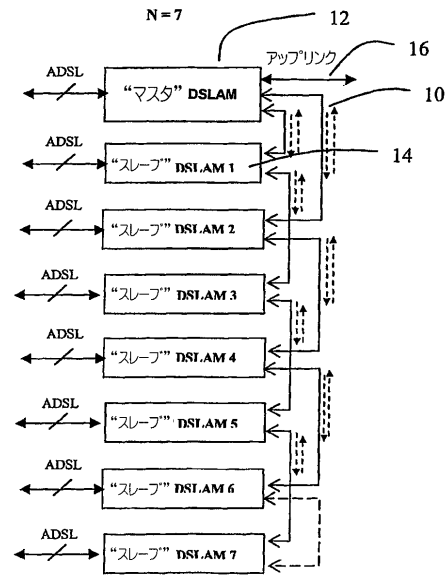 N = 7
12
アップリンク
16
ADSL
“マスタ” DSLAM
10
ADSL
“スレーブ” DSLAM 1
14
ADSL
“スレーブ” DSLAM 2
ADSL
“スレーブ” DSLAM 3
ADSL
“スレーブ” DSLAM 4
ADSL
“スレーブ” DSLAM 5
ADSL
“スレーブ” DSLAM 6
ADSL
“スレーブ” DSLAM 7